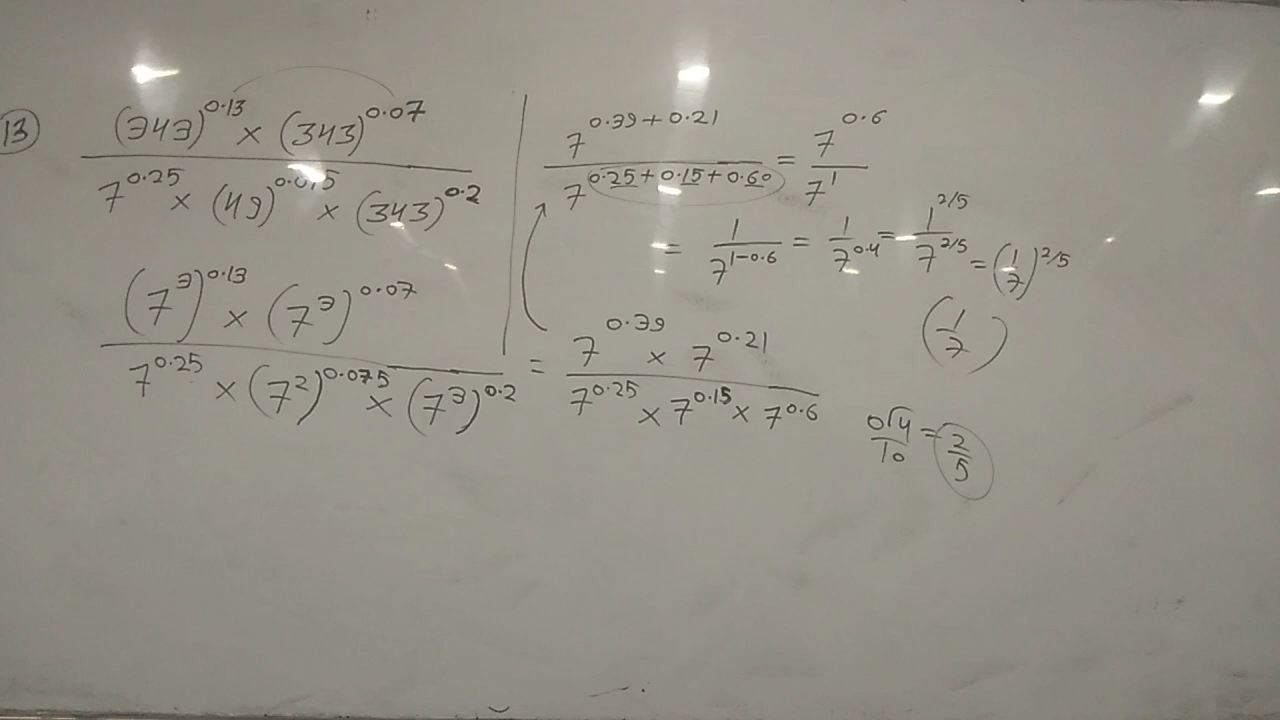 13
(343)^0.13 × (343)^0.07
7^0.25 × (49)^0.075 × (343)^0.2
(7^3)^0.13 × (7^3)^0.07
7^0.25 × (7^2)^0.075 × (7^3)^0.2
= 7^0.39 × 7^0.21
7^0.25 × 7^0.15 × 7^0.6
7^0.39+0.21
7^0.25+0.15+0.60
= 7^0.6
7^1
= 1/7^1-0.6 = 1/7^0.4 = 1^2/5/7^2/5 = (1/7)^2/5
(1/7)
04/10 = 2/5